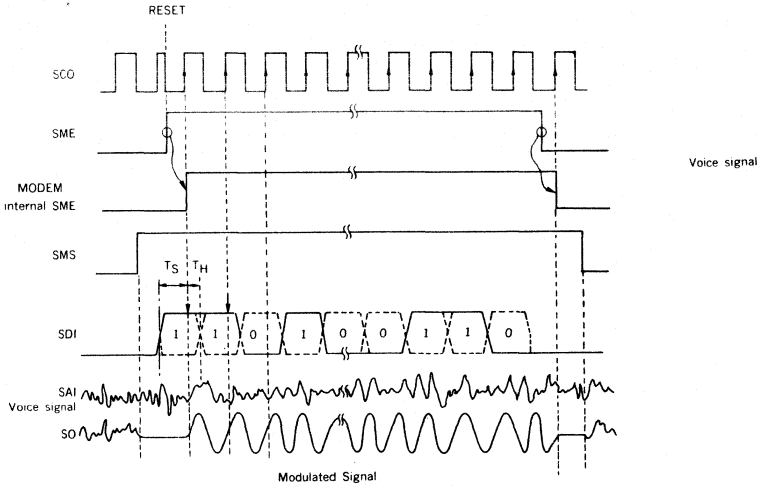 RESET
SCO
SME
Voice signal
MODEM
internal SME
SMS
TS TH
SDI
1 1 0 1 0 0 1 1 0
SAI
Voice signal
SO
Modulated Signal